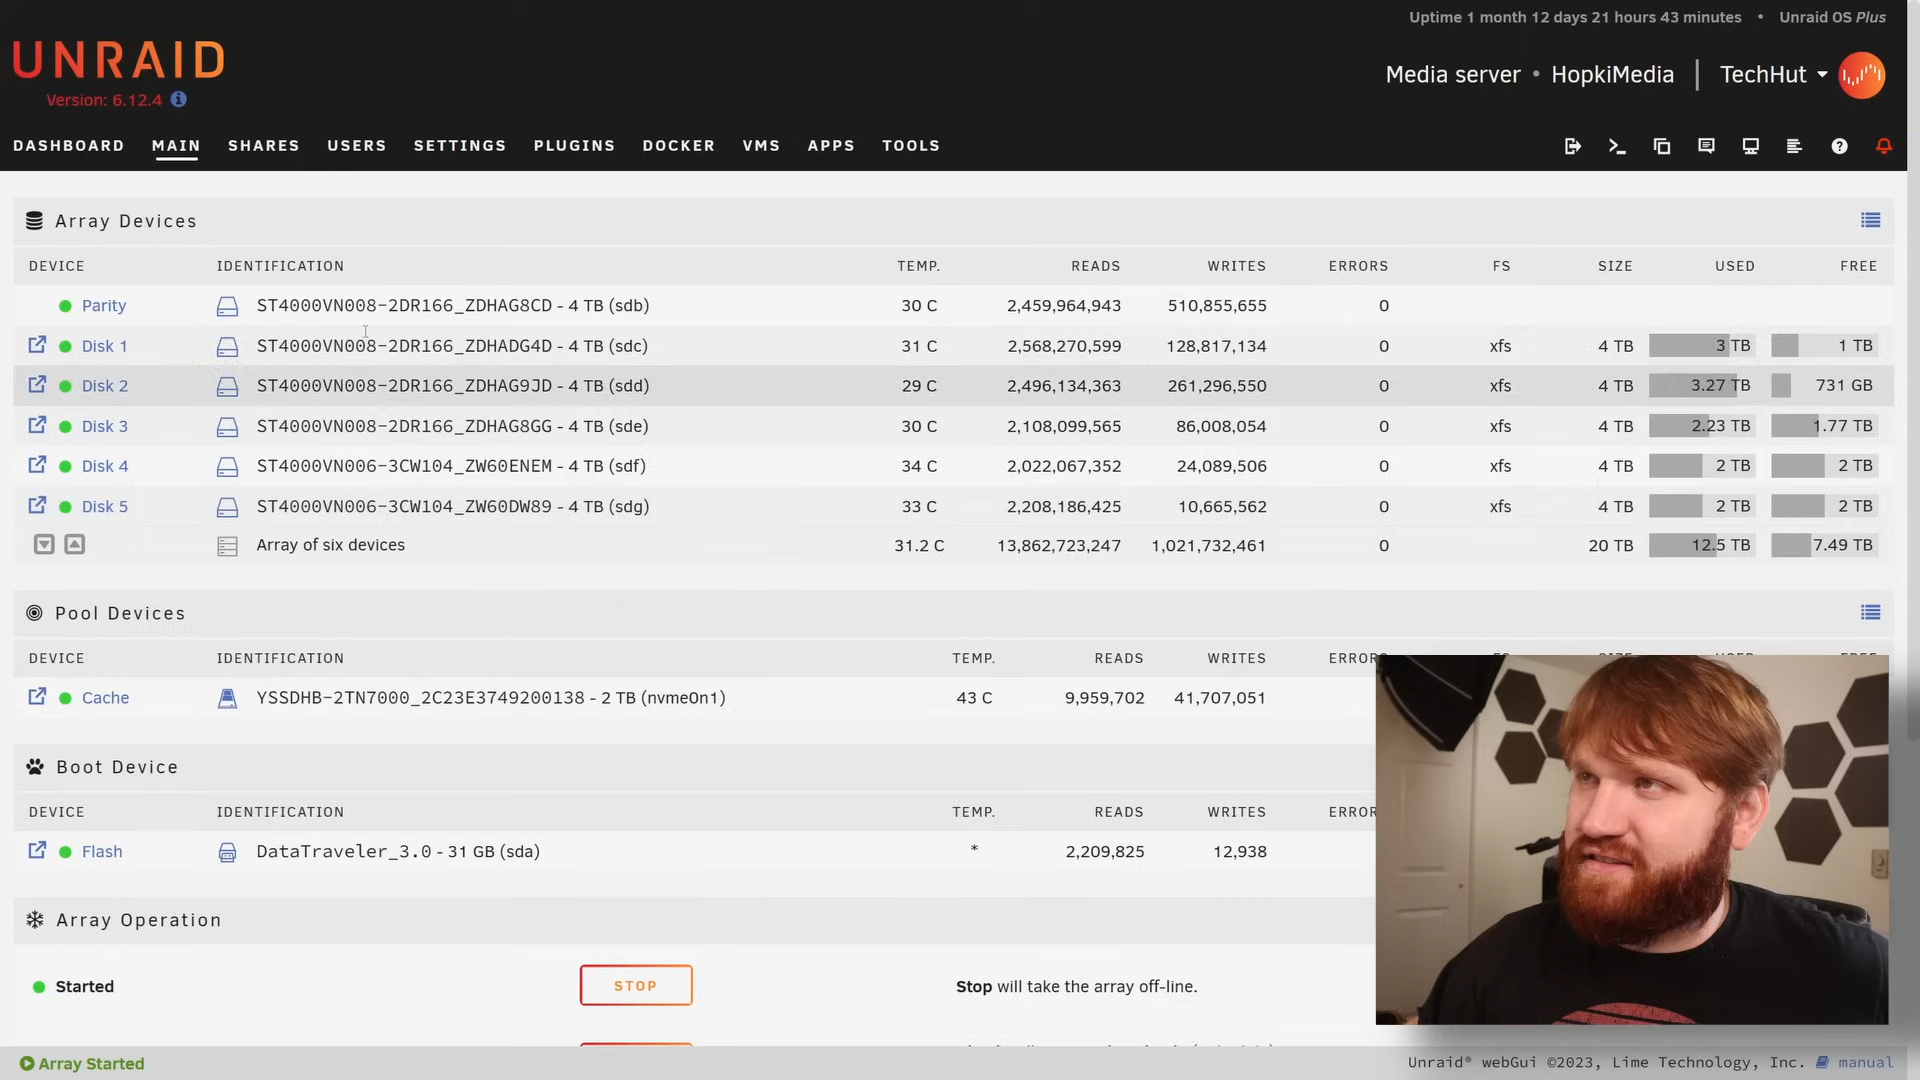 Uptime 1 month 12 days 21 hours 43 minutes • Unraid OS Plus
UNRAID
Version: 6.12.4
Media server • HopkiMedia | TechHut
DASHBOARD MAIN SHARES USERS SETTINGS PLUGINS DOCKER VMS APPS TOOLS
Array Devices
DEVICE IDENTIFICATION TEMP. READS WRITES ERRORS FS SIZE USED FREE
Parity ST4000VN008-2DR166_ZDHAG8CD - 4 TB (sdb) 30 C 2,459,964,943 510,855,655 0
Disk 1 ST4000VN008-2DR166_ZDHADG4D - 4 TB (sdc) 31 C 2,568,270,599 128,817,134 0 xfs 4 TB 3 TB 1 TB
Disk 2 ST4000VN008-2DR166_ZDHAG9JD - 4 TB (sdd) 29 C 2,496,134,363 261,296,550 0 xfs 4 TB 3.27 TB 731 GB
Disk 3 ST4000VN008-2DR166_ZDHAG8GG - 4 TB (sde) 30 C 2,108,099,565 86,008,054 0 xfs 4 TB 2.23 TB 1.77 TB
Disk 4 ST4000VN006-3CW104_ZW60ENEM - 4 TB (sdf) 34 C 2,022,067,352 24,089,506 0 xfs 4 TB 2 TB 2 TB
Disk 5 ST4000VN006-3CW104_ZW60DW89 - 4 TB (sdg) 33 C 2,208,186,425 10,665,562 0 xfs 4 TB 2 TB 2 TB
Array of six devices 31.2 C 13,862,723,247 1,021,732,461 0 20 TB 12.5 TB 7.49 TB
Pool Devices
DEVICE IDENTIFICATION TEMP. READS WRITES ERRORS FS SIZE USED FREE
Cache YSSDHB-2TN7000_2C23E3749200138 - 2 TB (nvme0n1) 43 C 9,959,702 41,707,051
Boot Device
DEVICE IDENTIFICATION TEMP. READS WRITES ERROR
Flash DataTraveler_3.0 - 31 GB (sda) * 2,209,825 12,938
Array Operation
Started STOP Stop will take the array off-line.
Array Started Unraid® webGui ©2023, Lime Technology, Inc. manual